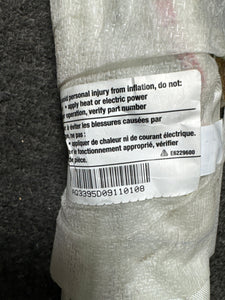 personal injury from inflation, do not:
• apply heat or electric power
operation, verify part number
à éviter les blessures causées par
ne pas :
• appliquer de chaleur ni de courant électrique.
le fonctionnement approprié, vérifier
pièce.
E8229600
AQ3395D09110108